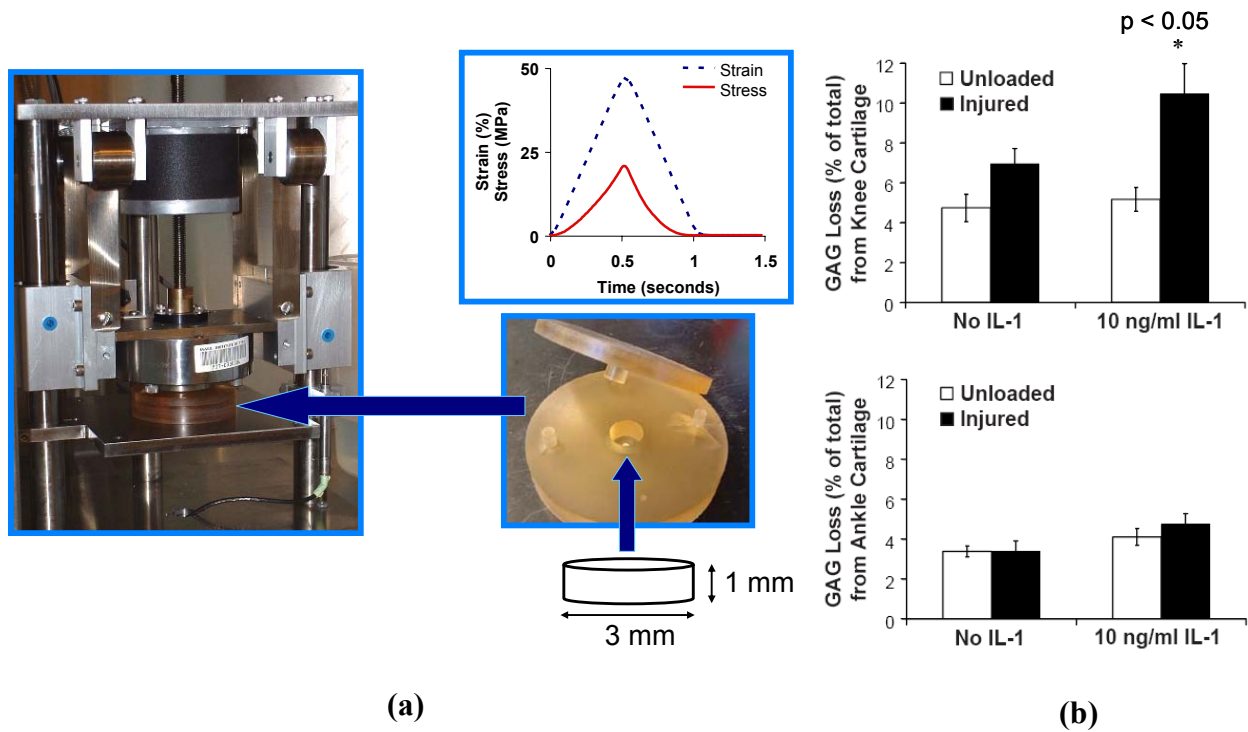 50
25
0
Strain (%)
Stress (MPa)
Strain
Stress
0
0.5
1
1.5
Time (seconds)
1 mm
3 mm
(a)
p < 0.05
*
12
10
8
6
4
2
0
GAG Loss (% of total)
from Knee Cartilage
Unloaded
Injured
No IL-1
10 ng/ml IL-1
12
10
8
6
4
2
0
GAG Loss (% of total)
from Ankle Cartilage
Unloaded
Injured
No IL-1
10 ng/ml IL-1
(b)